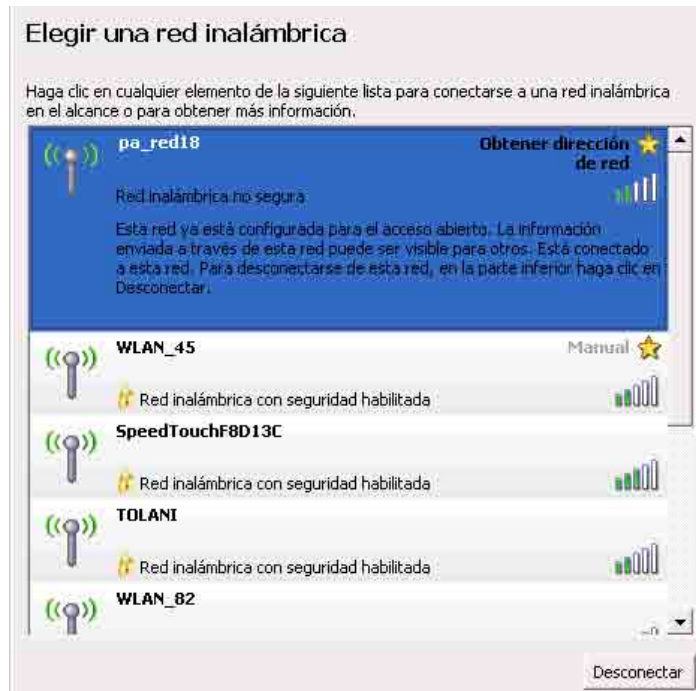 Elegir una red inalámbrica
Haga clic en cualquier elemento de la siguiente lista para conectarse a una red inalámbrica
en el alcance o para obtener más información.
pa_red18
Obtener dirección
de red
Red inalámbrica no segura
Esta red ya está configurada para el acceso abierto. La información
enviada a través de esta red puede ser visible para otros. Está conectado
a esta red. Para desconectarse de esta red, en la parte inferior haga clic en
Desconectar.
WLAN_45
Manual
Red inalámbrica con seguridad habilitada
SpeedTouchF8D13C
Red inalámbrica con seguridad habilitada
TOLANI
Red inalámbrica con seguridad habilitada
WLAN_82
Desconectar